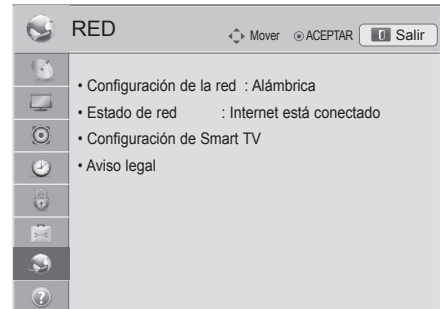 RED
Mover ACEPTAR Salir
• Configuración de la red : Alámbrica
• Estado de red : Internet está conectado
• Configuración de Smart TV
• Aviso legal